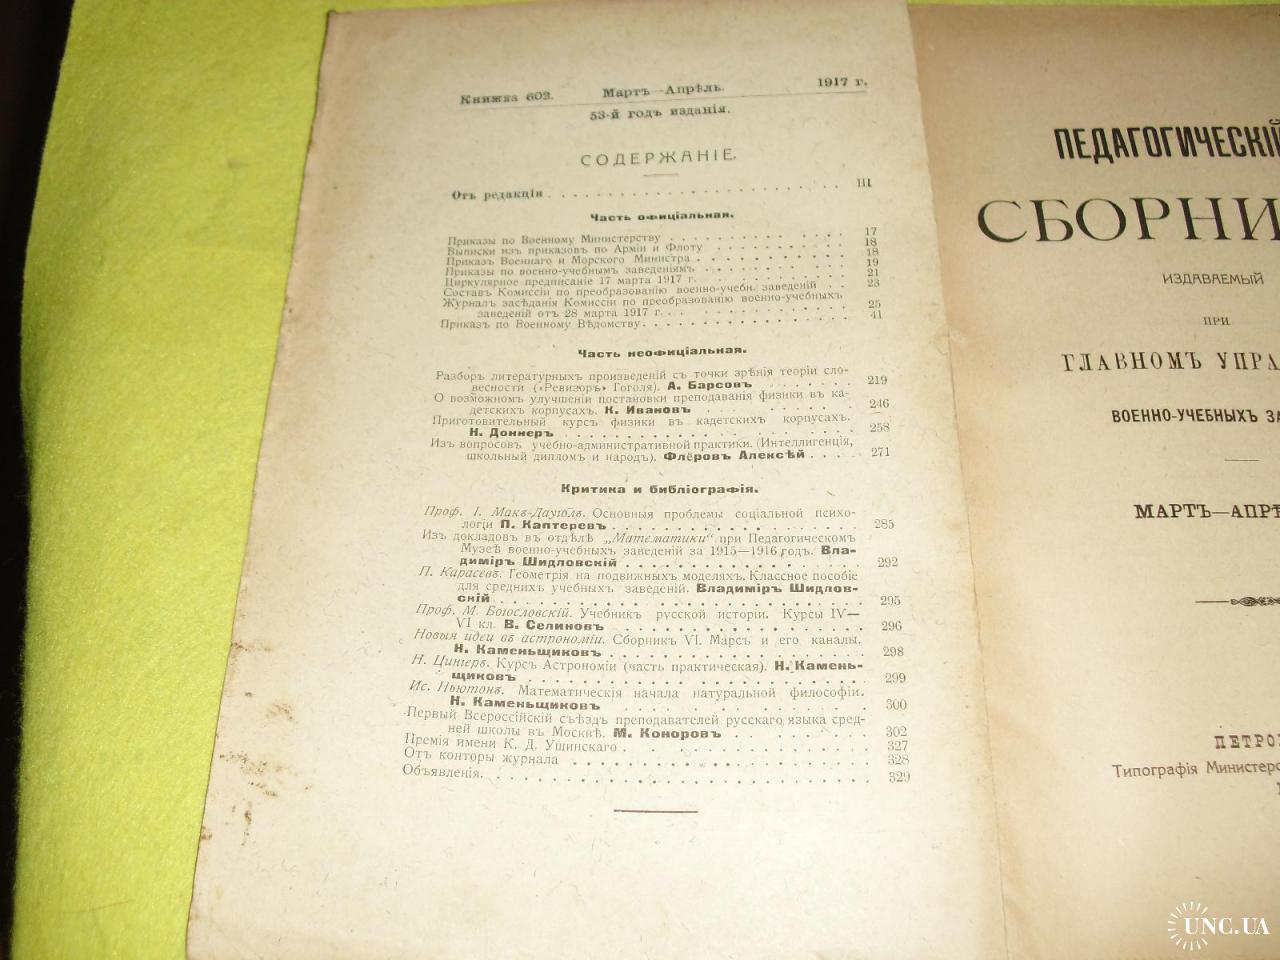 Книжка 602. Мартъ—Апрѣль. 1917 г.
53-й годъ изданія.
СОДЕРЖАНІЕ.
Отъ редакціи . . . . III
Часть офиціальная.
Приказы по Военному Министерству . . . . 17
Выписки изъ приказовъ по Арміи и Флоту . . . . 18
Приказъ Военнаго и Морского Министра . . . . 18
Приказы по военно-учебнымъ заведеніямъ . . . . 19
Циркулярное предписаніе 17 марта 1917 г. . . . . 21
Составъ Комиссіи по преобразованію военно-учебн. заведеній . . 23
Журналъ засѣданія Комиссіи по преобразованію военно-учебныхъ
заведеній отъ 28 марта 1917 г. . . . . 25
Приказъ по Военному Вѣдомству. . . . . 41
Часть неофиціальная.
Разборъ литературныхъ произведеній съ точки зрѣнія теоріи сло-
весности («Ревизоръ» Гоголя). А. Барсовъ . . . . 219
О возможномъ улучшеніи постановки преподаванія физики въ ка-
детскихъ корпусахъ. К. Ивановъ . . . . 246
Приготовительный курсъ физики въ кадетскихъ корпусахъ.
Н. Доннеръ . . . . 258
Изъ вопросовъ учебно-административной практики. (Интеллигенція,
школьный дипломъ и народъ). Флёровъ Алексѣй . . . . 271
Критика и библіографія.
Проф. І. Макъ-Даугалъ. Основныя проблемы соціальной психо-
логіи П. Каптеревъ . . . . 285
Изъ докладовъ въ отдѣлѣ „Математики“ при Педагогическомъ
Музеѣ военно-учебныхъ заведеній за 1915—1916 годъ. Вла-
диміръ Шидловскій . . . . 292
П. Карасевъ. Геометрія на подвижныхъ моделяхъ. Классное пособіе
для среднихъ учебныхъ заведеній. Владиміръ Шидлов-
скій . . . . 295
Проф. М. Богословскій. Учебникъ русской исторіи. Курсы IV—
VI кл. В. Селиновъ . . . . 296
Новыя идеи въ астрономіи. Сборникъ VI. Марсъ и его каналы.
Н. Каменьщиковъ . . . . 298
Н. Цингеръ. Курсъ Астрономіи (часть практическая). Н. Камень-
щиковъ . . . . 299
Ис. Ньютонъ. Математическія начала натуральной философіи.
Н. Каменьщиковъ . . . . 300
Первый Всероссійскій съѣздъ преподавателей русскаго языка сред-
ней школы въ Москвѣ. М. Коноровъ . . . . 302
Премія имени К. Д. Ушинскаго . . . . 327
Отъ конторы журнала . . . . 328
Объявленія. . . . . 329
ПЕДАГОГИЧЕСКІЙ
СБОРНИ
ИЗДАВАЕМЫЙ
ПРИ
ГЛАВНОМЪ УПРА
ВОЕННО-УЧЕБНЫХЪ ЗА
МАРТЪ—АПРѢ
ПЕТРО
Типографія Министерс
UNC.UA